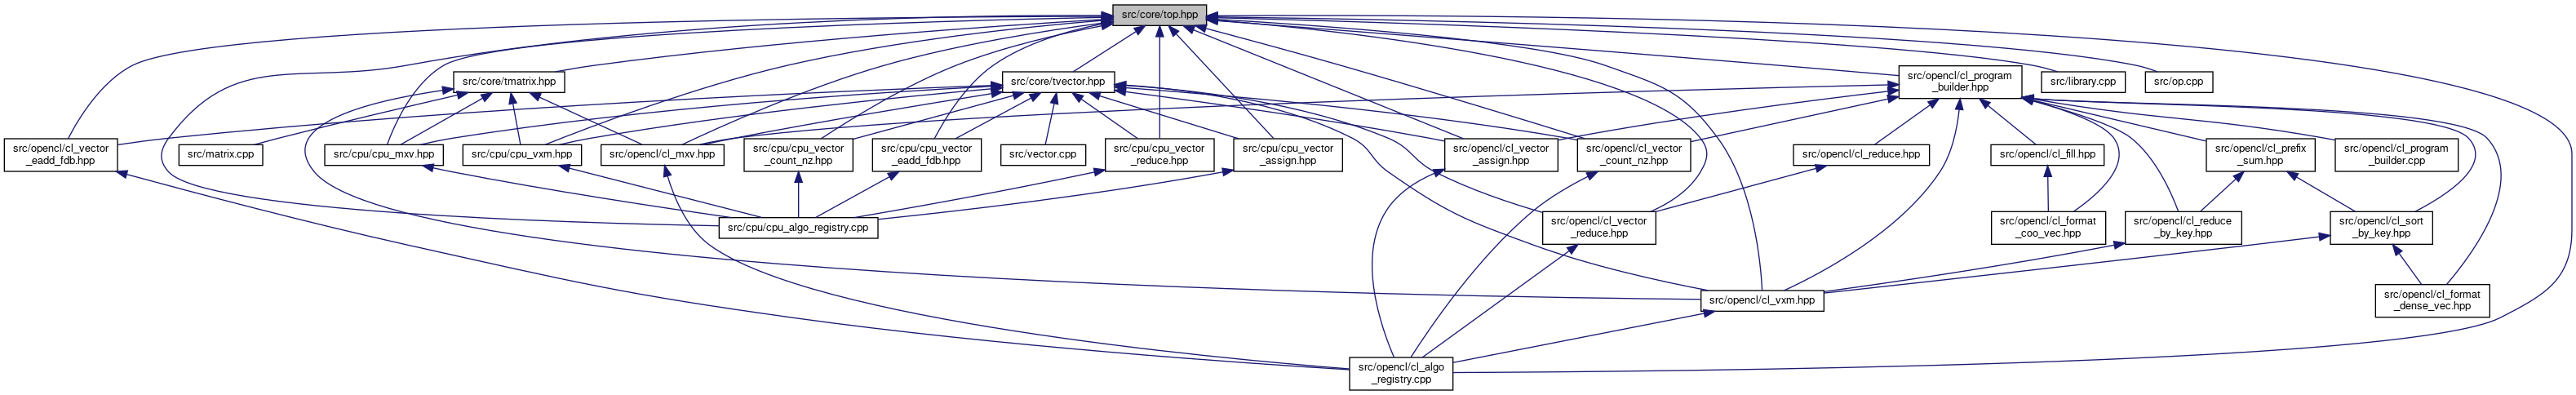 src/core/top.hpp
src/core/tmatrix.hpp
src/core/tvector.hpp
src/opencl/cl_program
_builder.hpp
src/library.cpp
src/op.cpp
src/opencl/cl_vector
_eadd_fdb.hpp
src/matrix.cpp
src/cpu/cpu_mxv.hpp
src/cpu/cpu_vxm.hpp
src/opencl/cl_mxv.hpp
src/cpu/cpu_vector
_count_nz.hpp
src/cpu/cpu_vector
_eadd_fdb.hpp
src/vector.cpp
src/cpu/cpu_vector
_reduce.hpp
src/cpu/cpu_vector
_assign.hpp
src/opencl/cl_vector
_assign.hpp
src/opencl/cl_vector
_count_nz.hpp
src/opencl/cl_reduce.hpp
src/opencl/cl_fill.hpp
src/opencl/cl_prefix
_sum.hpp
src/opencl/cl_program
_builder.cpp
src/cpu/cpu_algo_registry.cpp
src/opencl/cl_vector
_reduce.hpp
src/opencl/cl_format
_coo_vec.hpp
src/opencl/cl_reduce
_by_key.hpp
src/opencl/cl_sort
_by_key.hpp
src/opencl/cl_vxm.hpp
src/opencl/cl_format
_dense_vec.hpp
src/opencl/cl_algo
_registry.cpp